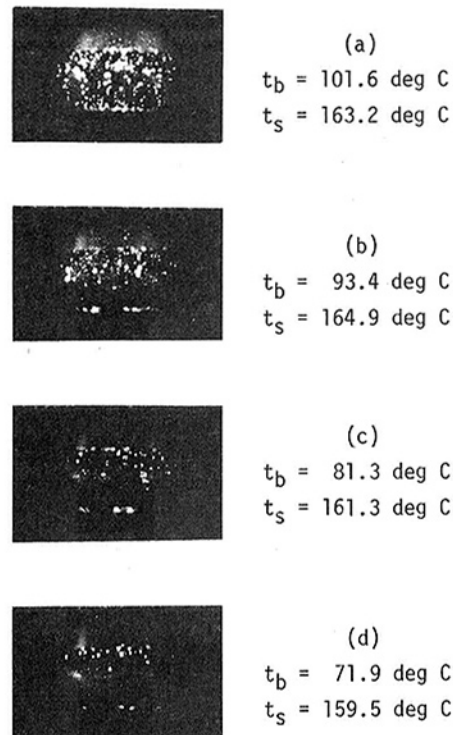 (a)
t_b = 101.6 deg C
t_s = 163.2 deg C
(b)
t_b = 93.4 deg C
t_s = 164.9 deg C
(c)
t_b = 81.3 deg C
t_s = 161.3 deg C
(d)
t_b = 71.9 deg C
t_s = 159.5 deg C